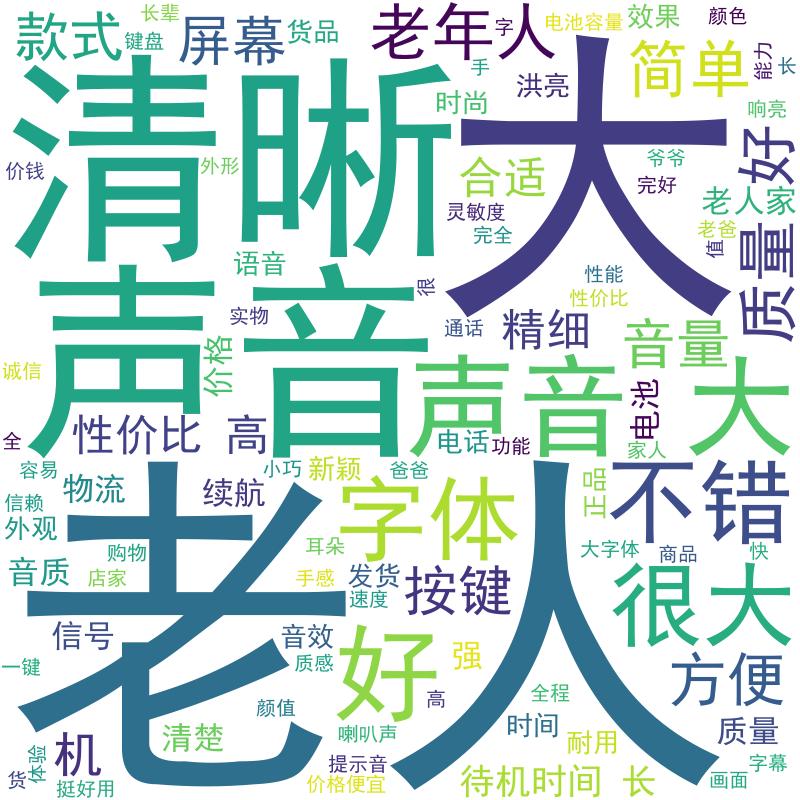 长辈
款式
键盘
屏幕
货品
老年人
字
电池容量
效果
颜色
清晰
手
洪亮
大
简单
能力
长
时尚
响亮
价钱
外形
合适
爷爷
好
灵敏度
完好
老人家
完全
老爸
值
质量
语音
很
性能
声音
实物
性价比
通话
精细
音量
诚信
价格
声音
大
电池
全
性价比 高
电话
功能
家人
容易
小巧
新颖
爸爸
正品
不错
信赖
物流
续航
外观
老人
字体
音质
购物
店家
耳朵
手感
发货
速度
按键
大字体
商品
快
很大
信号
音效
一键
质感
好
强
高
方便
全程
颜值
清楚
喇叭声
时间
耐用
质量
机
货
体验
挺好用
提示音
价格便宜
待机时间 长
画面
字幕